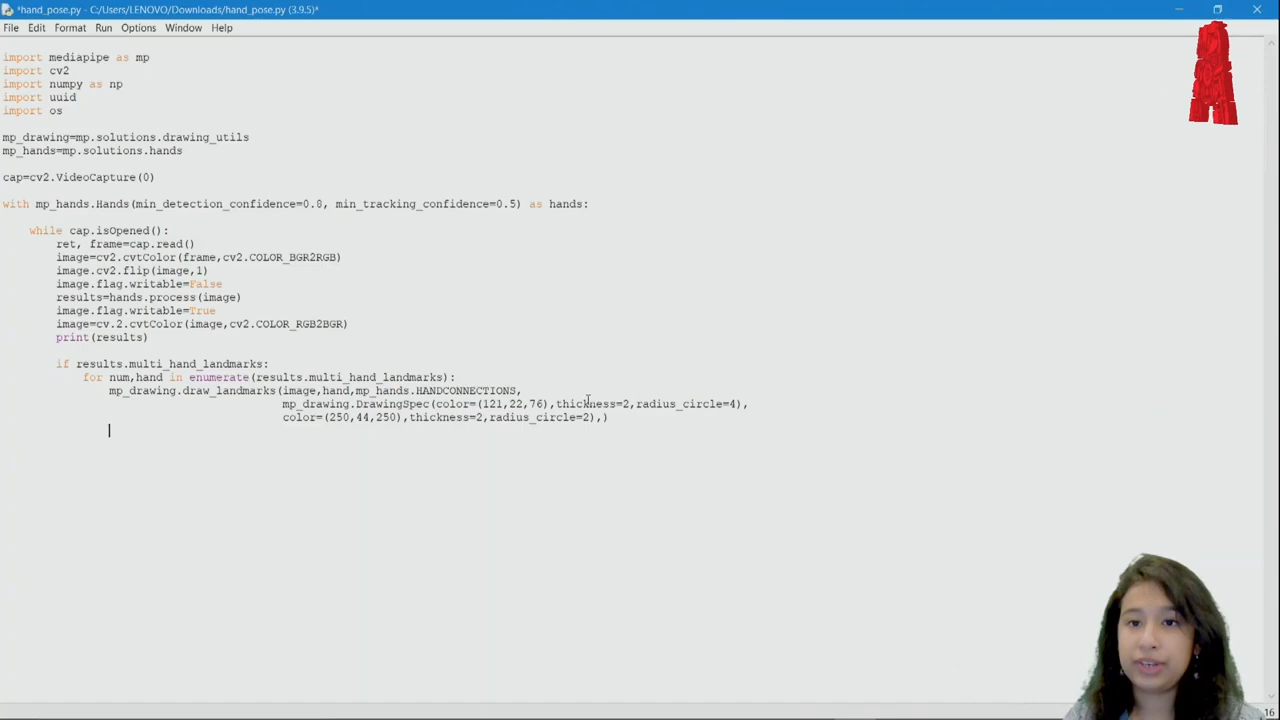 *hand_pose.py - C:/Users/LENOVO/Downloads/hand_pose.py (3.9.5)*
File Edit Format Run Options Window Help
import mediapipe as mp
import cv2
import numpy as np
import uuid
import os
mp_drawing=mp.solutions.drawing_utils
mp_hands=mp.solutions.hands
cap=cv2.VideoCapture(0)
with mp_hands.Hands(min_detection_confidence=0.8, min_tracking_confidence=0.5) as hands:
while cap.isOpened():
ret, frame=cap.read()
image=cv2.cvtColor(frame,cv2.COLOR_BGR2RGB)
image.cv2.flip(image,1)
image.flag.writable=False
results=hands.process(image)
image.flag.writable=True
image=cv.2.cvtColor(image,cv2.COLOR_RGB2BGR)
print(results)
if results.multi_hand_landmarks:
for num,hand in enumerate(results.multi_hand_landmarks):
mp_drawing.draw_landmarks(image,hand,mp_hands.HANDCONNECTIONS,
mp_drawing.DrawingSpec(color=(121,22,76),thickness=2,radius_circle=4),
color=(250,44,250),thickness=2,radius_circle=2),)
16